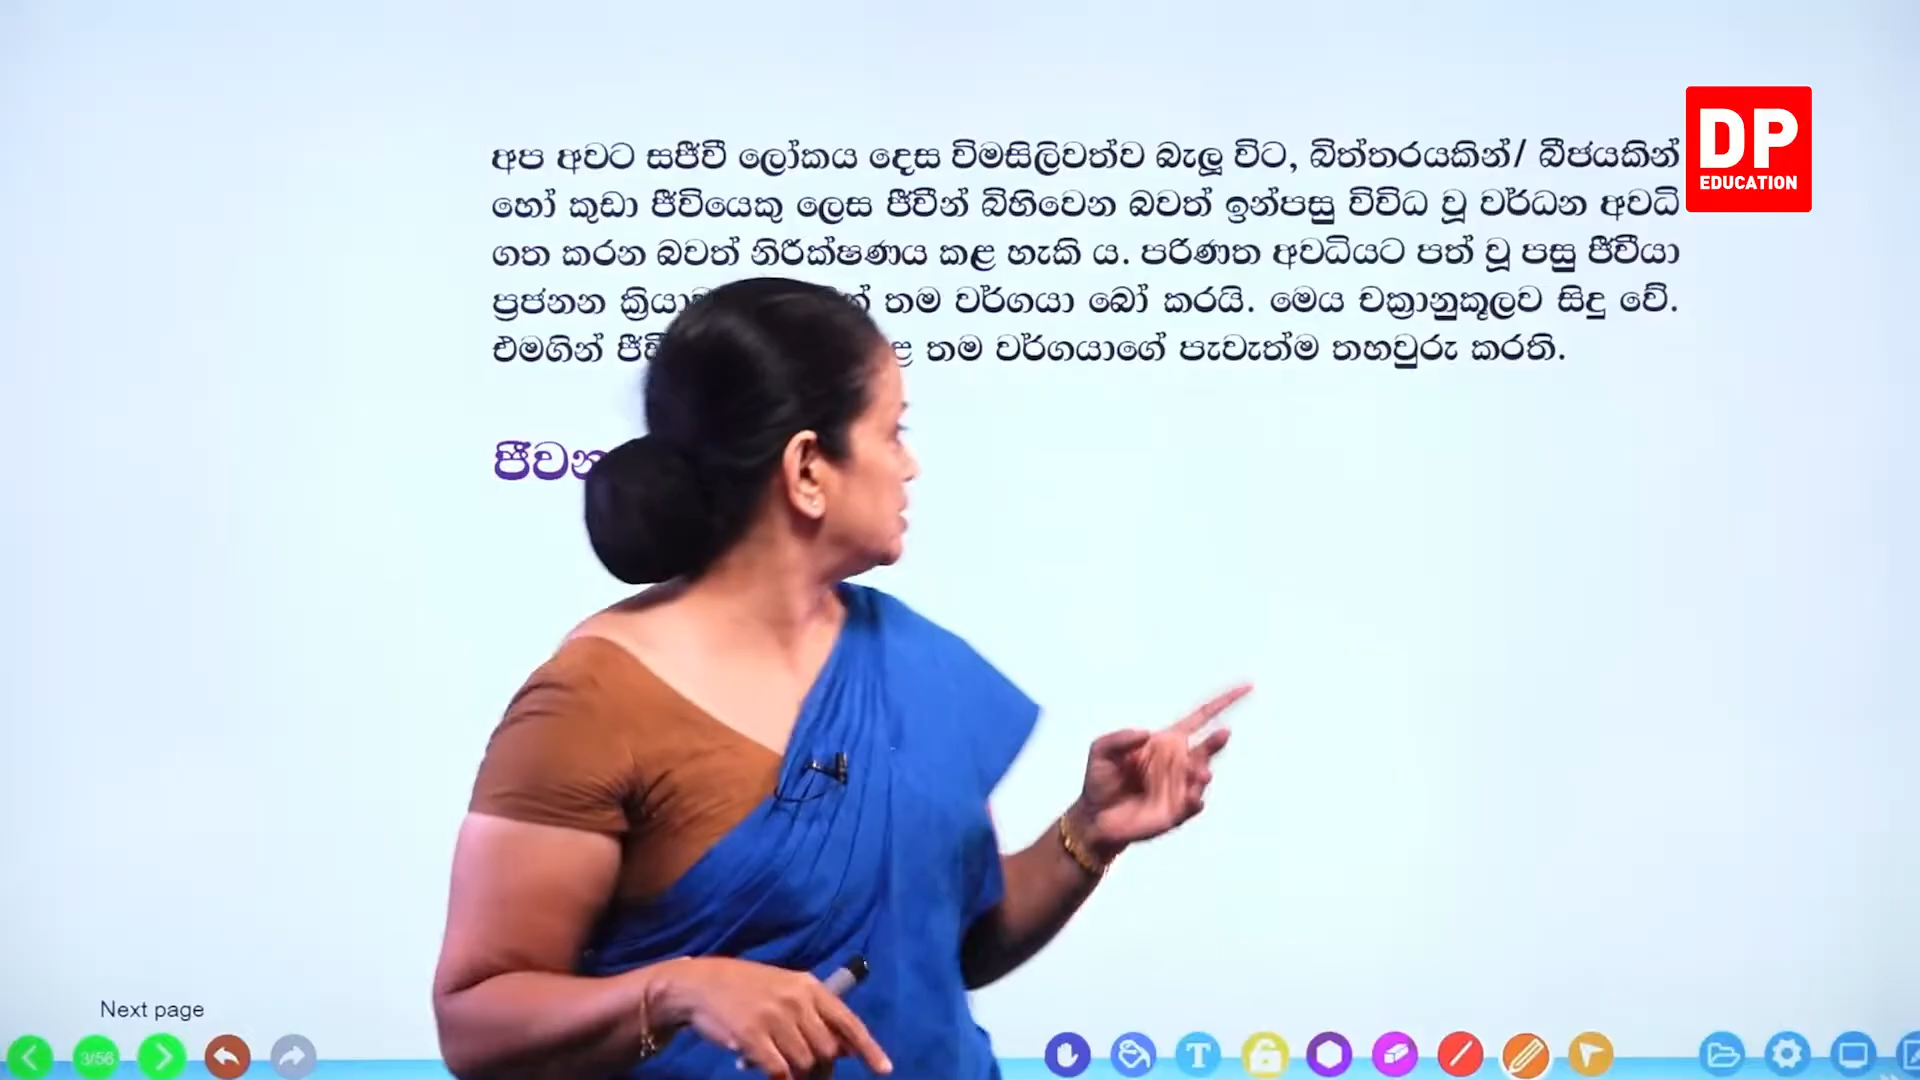 අප අවට සජීවී ලෝකය දෙස විමසිලිවත්ව බැලූ විට, බිත්තරයකින්/ බීජයකින්
හෝ කුඩා ජීවියෙකු ලෙස ජීවීන් බිහිවෙන බවත් ඉන්පසු විවිධ වූ වර්ධන අවධි
ගත කරන බවත් නිරීක්ෂණය කළ හැකි ය. පරිණත අවධියට පත් වූ පසු ජීවීයා
ප්‍රජනන තම වර්ගයා බෝ කරයි. මෙය චක්‍රානුකූලව සිදු වේ.
එමගින් තම වර්ගයාගේ පැවැත්ම තහවුරු කරති.
DP
EDUCATION
Next page
3/56
T